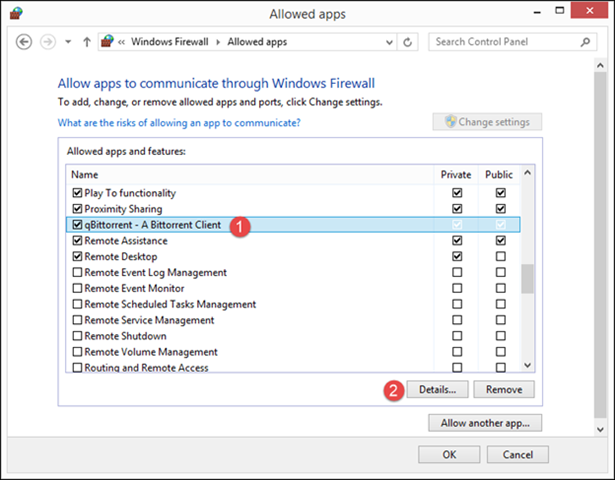 Allowed apps
« Windows Firewall ▸ Allowed apps
Search Control Panel
Allow apps to communicate through Windows Firewall
To add, change, or remove allowed apps and ports, click Change settings.
What are the risks of allowing an app to communicate?
Change settings
Allowed apps and features:
Name Private Public
Play To functionality
Proximity Sharing
qBittorrent - A Bittorrent Client 1
Remote Assistance
Remote Desktop
Remote Event Log Management
Remote Event Monitor
Remote Scheduled Tasks Management
Remote Service Management
Remote Shutdown
Remote Volume Management
Routing and Remote Access
2 Details... Remove
Allow another app...
OK Cancel